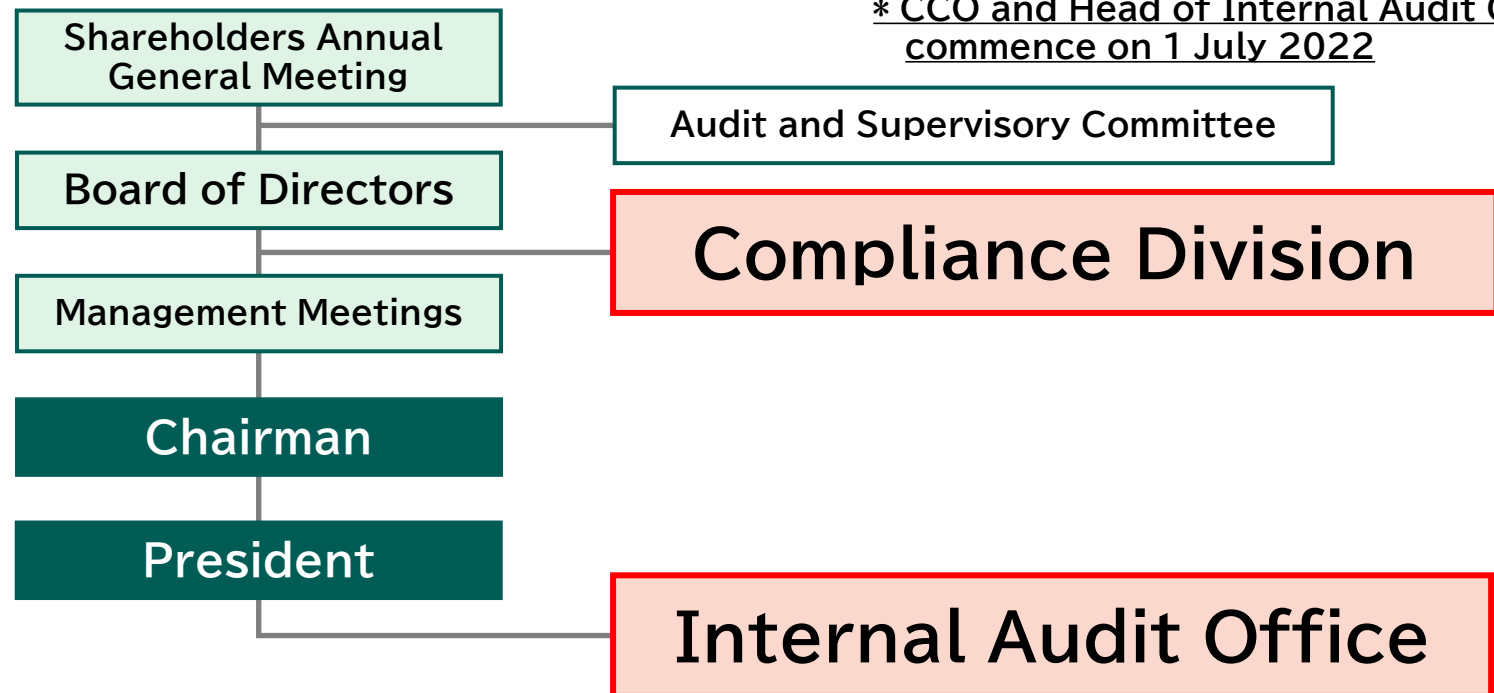 * CCO and Head of Internal Audit
commence on 1 July 2022
Shareholders Annual
General Meeting
Audit and Supervisory Committee
Board of Directors
Compliance Division
Management Meetings
Chairman
President
Internal Audit Office